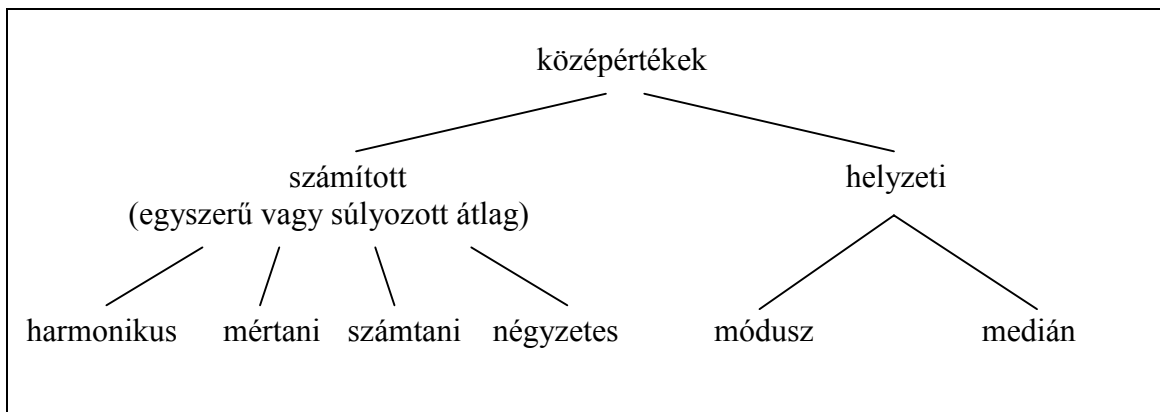 középértékek
számított helyzeti
(egyszerű vagy súlyozott átlag)
harmonikus mértani számtani négyzetes módusz medián